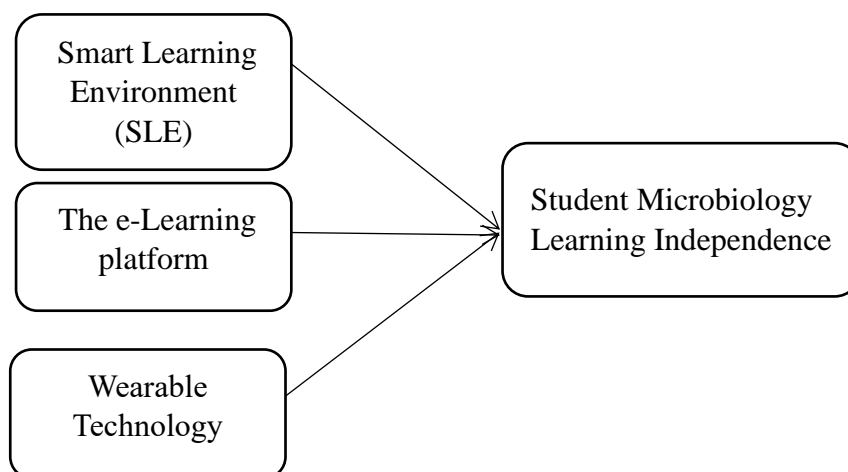 Smart Learning
Environment
(SLE)
The e-Learning
platform
Wearable
Technology
Student Microbiology
Learning Independence